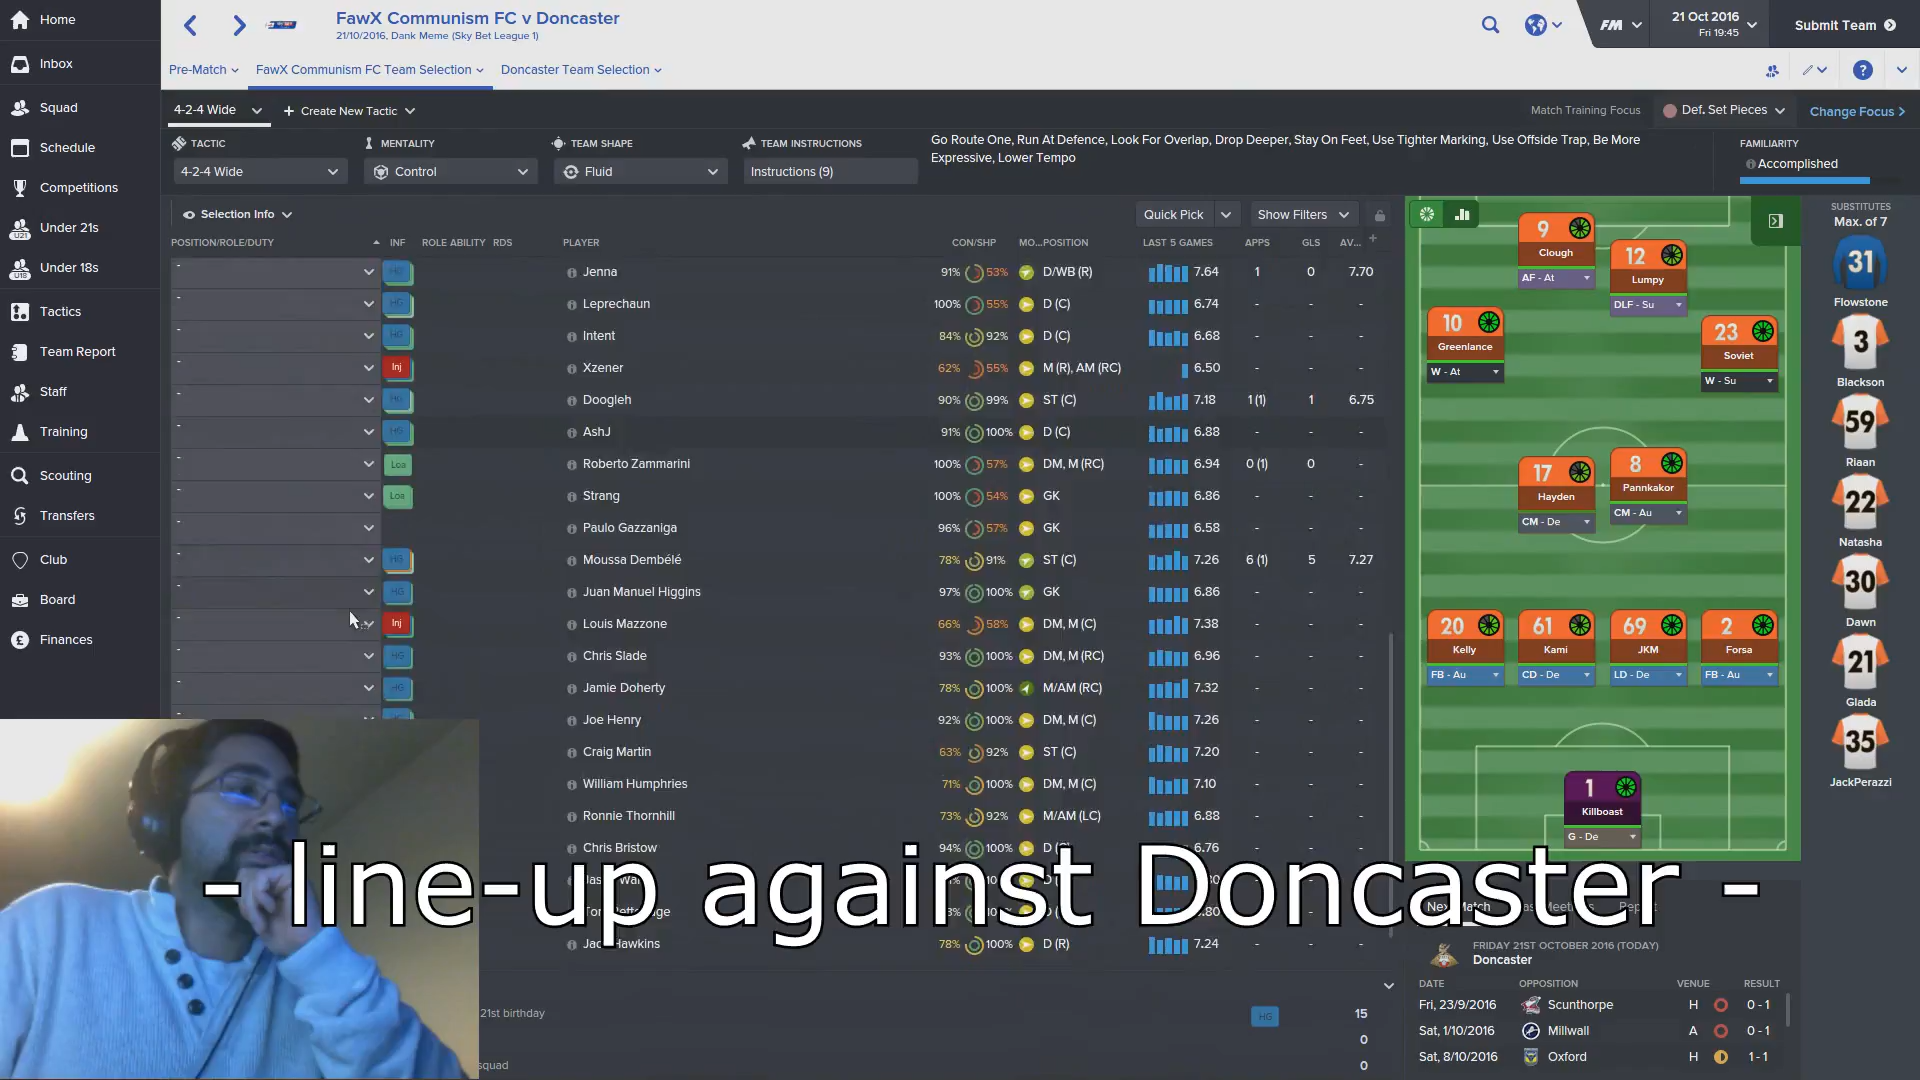 Home
Inbox
Squad
Schedule
Competitions
Under 21s
Under 18s
Tactics
Team Report
Staff
Training
Scouting
Transfers
Club
Board
Finances
FawX Communism FC v Doncaster
21/10/2016, Dank Meme (Sky Bet League 1)
FM
21 Oct 2016
Fri 19:45
Submit Team
Pre-Match
FawX Communism FC Team Selection
Doncaster Team Selection
4-2-4 Wide
+ Create New Tactic
Match Training Focus
Def. Set Pieces
Change Focus >
TACTIC
4-2-4 Wide
MENTALITY
Control
TEAM SHAPE
Fluid
TEAM INSTRUCTIONS
Instructions (9)
Go Route One, Run At Defence, Look For Overlap, Drop Deeper, Stay On Feet, Use Tighter Marking, Use Offside Trap, Be More
Expressive, Lower Tempo
FAMILIARITY
Accomplished
Selection Info
Quick Pick
Show Filters
POSITION/ROLE/DUTY INF ROLE ABILITY RDS PLAYER CON/SHP MO... POSITION LAST 5 GAMES APPS GLS AV...
- HG Jenna 91% 53% D/WB (R) 7.64 1 0 7.70
- HG Leprechaun 100% 55% D (C) 6.74 - - -
- HG Intent 84% 92% D (C) 6.68 - - -
- Inj Xzener 62% 55% M (R), AM (RC) 6.50 - - -
- HG Doogleh 90% 99% ST (C) 7.18 1 (1) 1 6.75
- HG AshJ 91% 100% D (C) 6.88 - - -
- Loa Roberto Zammarini 100% 57% DM, M (RC) 6.94 0 (1) 0 -
- Loa Strang 100% 54% GK 6.86 - - -
- Paulo Gazzaniga 96% 57% GK 6.58 - - -
- HG Moussa Dembélé 78% 91% ST (C) 7.26 6 (1) 5 7.27
- HG Juan Manuel Higgins 97% 100% GK 6.86 - - -
- Inj Louis Mazzone 66% 58% DM, M (C) 7.38 - - -
- HG Chris Slade 93% 100% DM, M (RC) 6.96 - - -
- HG Jamie Doherty 78% 100% M/AM (RC) 7.32 - - -
Joe Henry 92% 100% DM, M (C) 7.26 - - -
Craig Martin 63% 92% ST (C) 7.20 - - -
William Humphries 71% 100% DM, M (C) 7.10 - - -
Ronnie Thornhill 73% 92% M/AM (LC) 6.88 - - -
Chris Bristow 94% 100% 6.76 - - -
- line-up against Doncaster -
Hawkins 78% 100% D (R) 7.24 - - -
21st birthday HG 15
0
squad 0
9
Clough
AF - At
12
Lumpy
DLF - Su
10
Greenlance
W - At
23
Soviet
W - Su
17
Hayden
CM - De
8
Pannkakor
CM - Au
20
Kelly
FB - Au
61
Kami
CD - De
69
JKM
LD - De
2
Forsa
FB - Au
1
Killboast
G - De
SUBSTITUTES
Max. of 7
31
Flowstone
3
Blackson
59
Riaan
22
Natasha
30
Dawn
21
Glada
35
JackPerazzi
FRIDAY 21ST OCTOBER 2016 (TODAY)
Doncaster
DATE OPPOSITION VENUE RESULT
Fri, 23/9/2016 Scunthorpe H 0 - 1
Sat, 1/10/2016 Millwall A 0 - 1
Sat, 8/10/2016 Oxford H 1 - 1